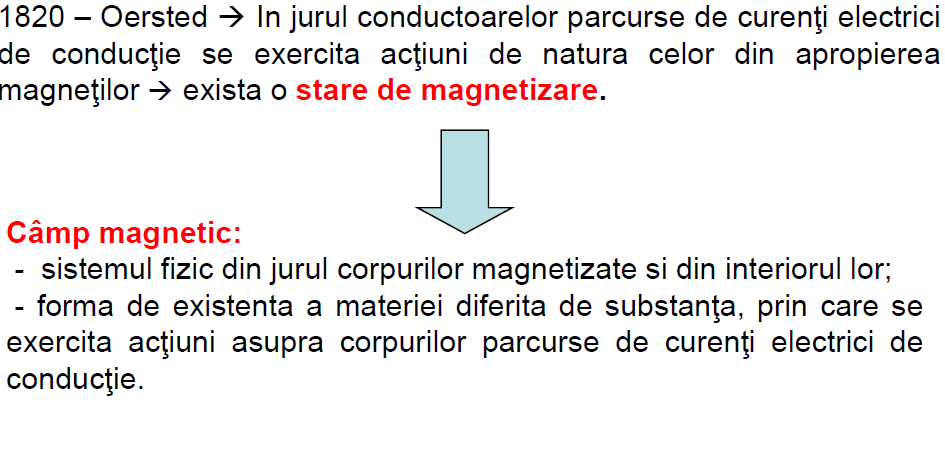 1820 – Oersted → In jurul conductoarelor parcurse de curenţi electrici
de conducţie se exercita acţiuni de natura celor din apropierea
magneţilor → exista o stare de magnetizare.
Câmp magnetic:
- sistemul fizic din jurul corpurilor magnetizate si din interiorul lor;
- forma de existenta a materiei diferita de substanţa, prin care se
exercita acţiuni asupra corpurilor parcurse de curenţi electrici de
conducţie.